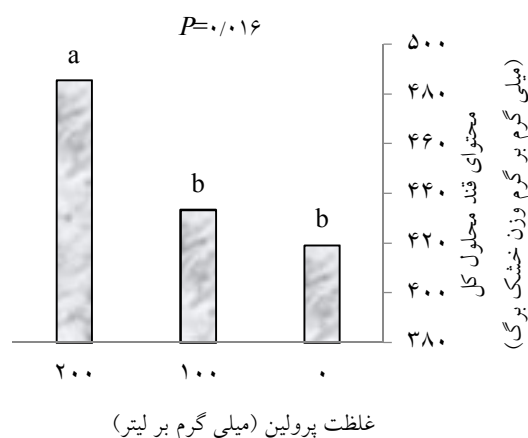 P=۰/۰۱۶
a
b
b
۵۰۰
۴۸۰
۴۶۰
۴۴۰
۴۲۰
۴۰۰
۳۸۰
محتوای قند محلول کل
(میلی گرم بر گرم وزن خشک برگ)
۲۰۰ ۱۰۰ ۰
غلظت پرولین (میلی گرم بر لیتر)